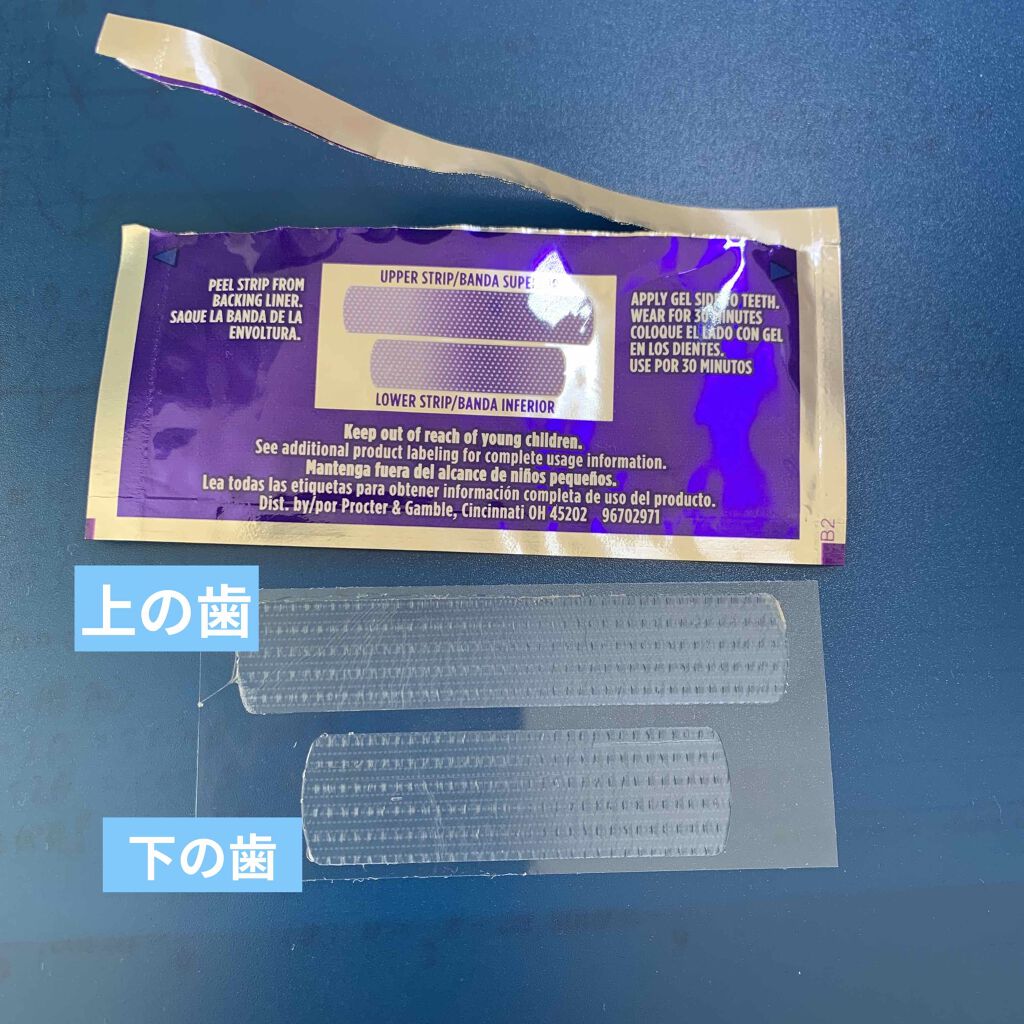 UPPER STRIP/BANDA
PEEL STRIP FROM
BACKING LINER.
SAQUE LA BANDA DE LA
ENVOLTURA.
APPLY GEL SIDE TO TEETH.
WEAR FOR 30 MINUTES
COLOQUE EL LADO CON GEL
EN LOS DIENTES.
USE POR 30 MINUTOS
LOWER STRIP/BANDA INFERIOR
Keep out of reach of young children.
See additional product labeling for complete usage information.
Mantenga fuera del alcance de niños pequeños.
Lea todas las etiquetas para obtener información completa de uso del producto.
Dist. by/por Procter & Gamble, Cincinnati OH 45202 96702971
B2
上の歯
下の歯